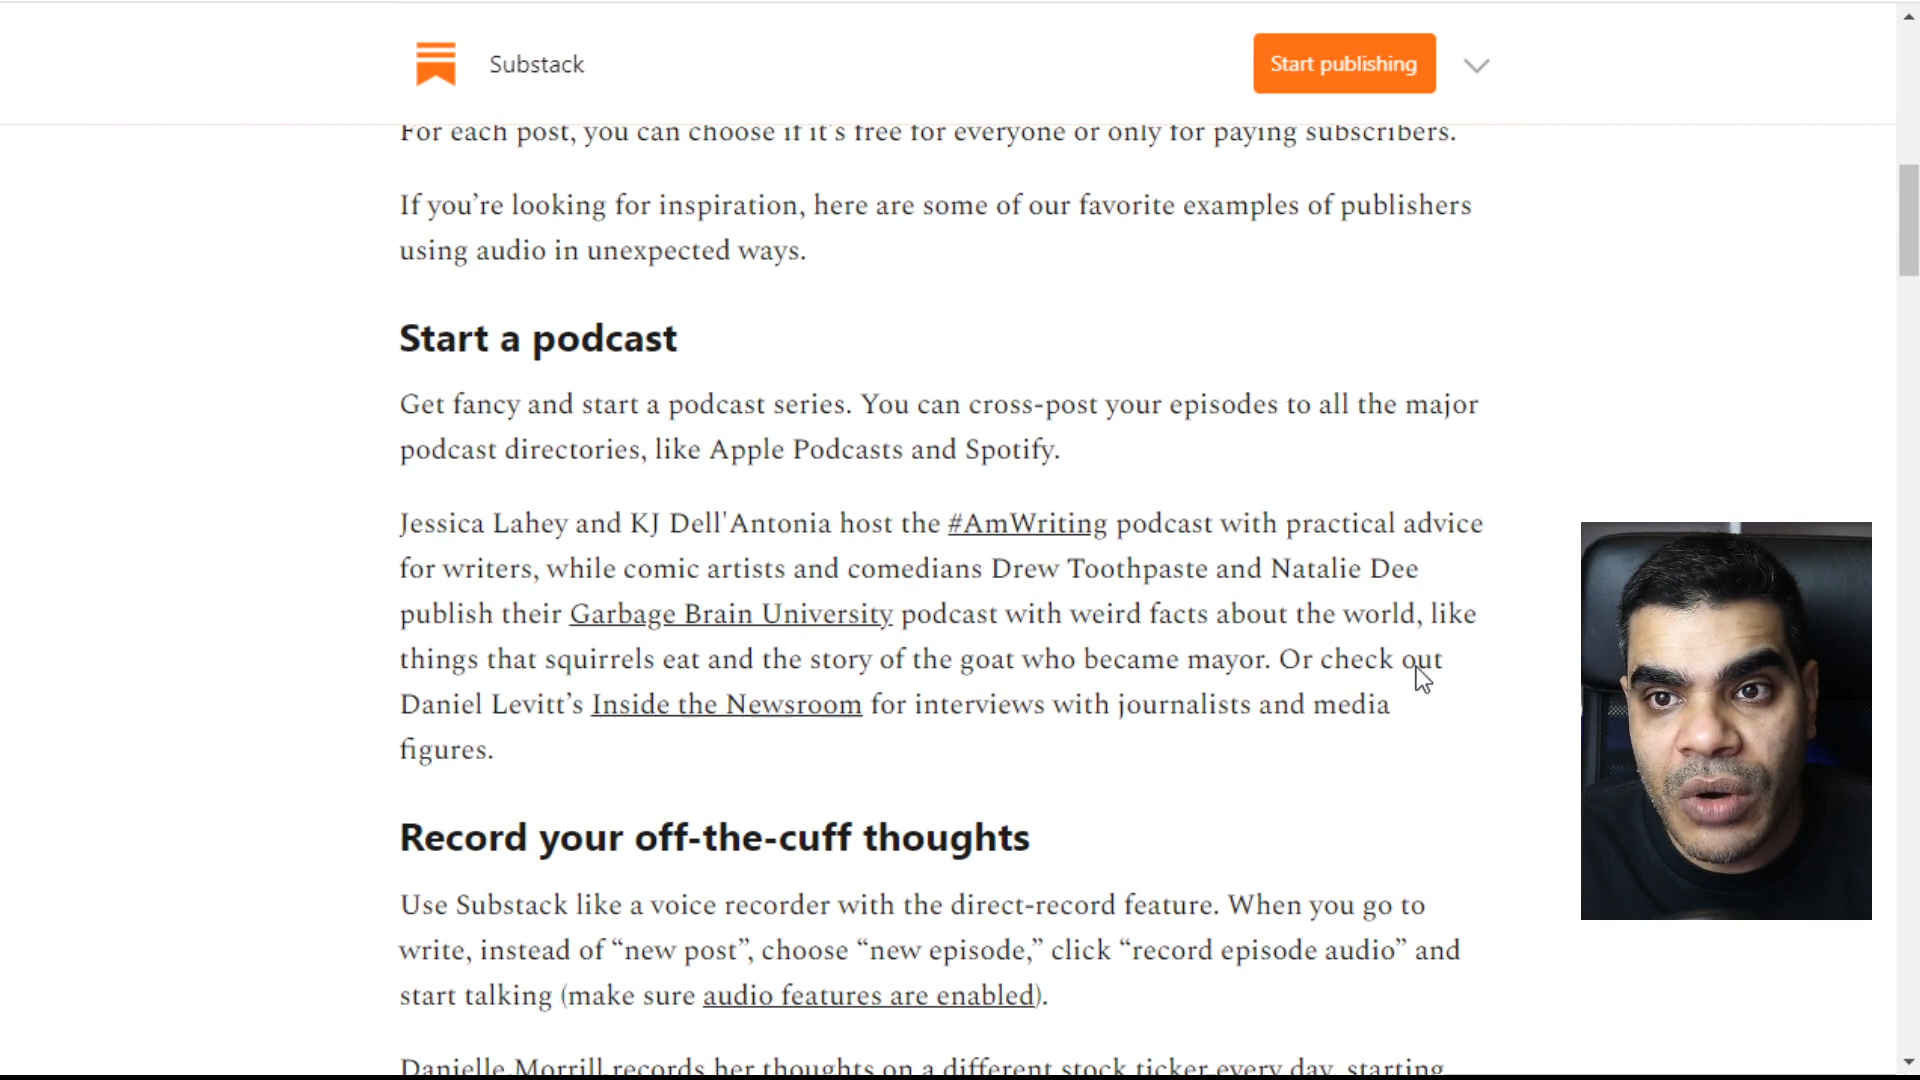 Substack
Start publishing
For each post, you can choose if it's free for everyone or only for paying subscribers.
If you’re looking for inspiration, here are some of our favorite examples of publishers
using audio in unexpected ways.
Start a podcast
Get fancy and start a podcast series. You can cross-post your episodes to all the major
podcast directories, like Apple Podcasts and Spotify.
Jessica Lahey and KJ Dell'Antonia host the #AmWriting podcast with practical advice
for writers, while comic artists and comedians Drew Toothpaste and Natalie Dee
publish their Garbage Brain University podcast with weird facts about the world, like
things that squirrels eat and the story of the goat who became mayor. Or check out
Daniel Levitt’s Inside the Newsroom for interviews with journalists and media
figures.
Record your off-the-cuff thoughts
Use Substack like a voice recorder with the direct-record feature. When you go to
write, instead of “new post”, choose “new episode,” click “record episode audio” and
start talking (make sure audio features are enabled).
Danielle Morrill records her thoughts on a different stock ticker every day, starting